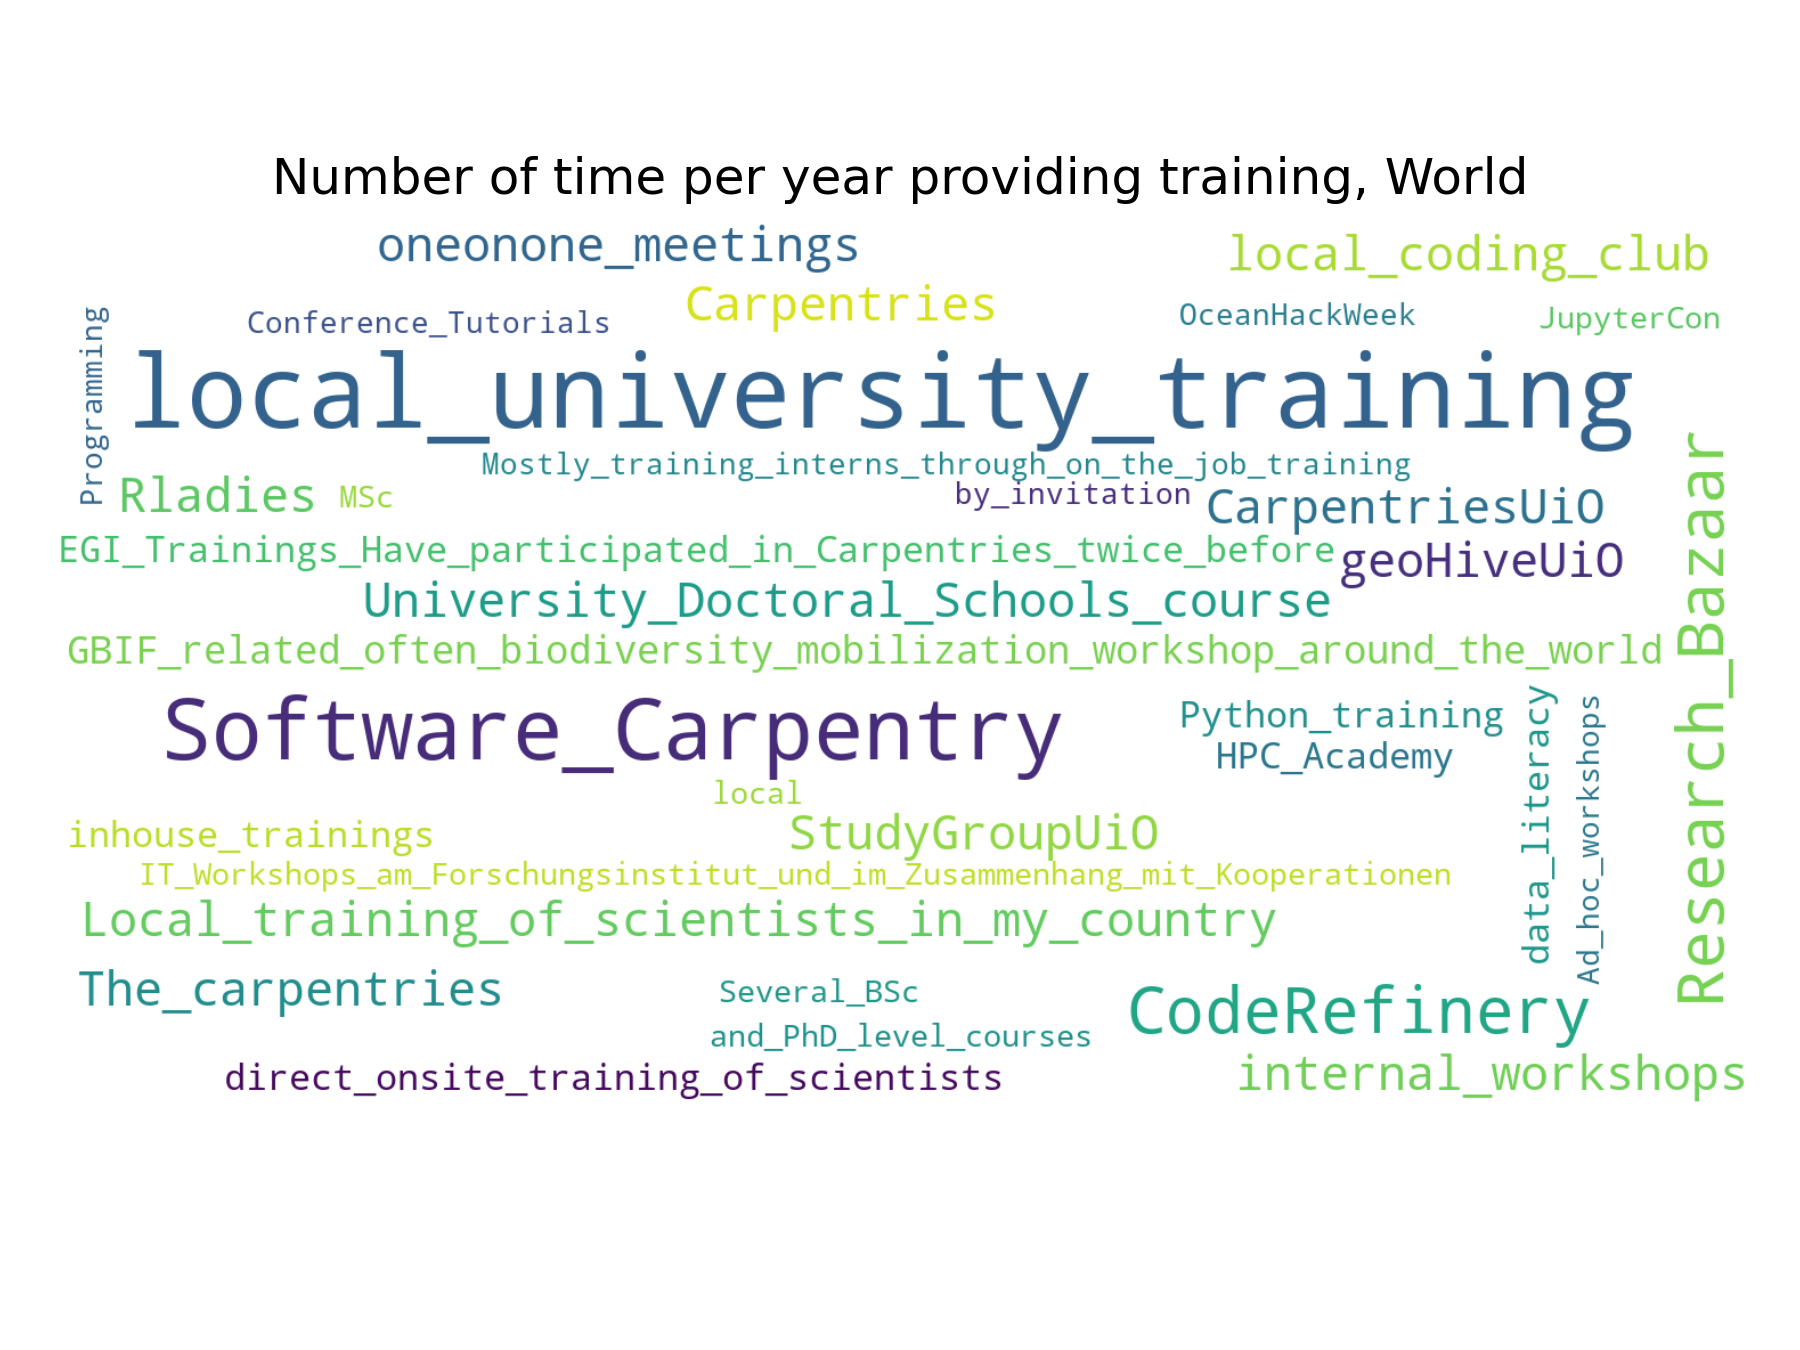 Number of time per year providing training, World
oneonone_meetings
local_coding_club
Carpentries
Conference_Tutorials
OceanHackWeek
JupyterCon
Programming
local_university_training
Mostly_training_interns_through_on_the_job_training
Rladies
MSc
by_invitation
CarpentriesUiO
EGI_Trainings_Have_participated_in_Carpentries_twice_before
geoHiveUiO
University_Doctoral_Schools_course
GBIF_related_often_biodiversity_mobilization_workshop_around_the_world
Research_Bazaar
Software_Carpentry
Python_training
HPC_Academy
data_literacy
Ad_hoc_workshops
local
inhouse_trainings
StudyGroupUiO
IT_Workshops_am_Forschungsinstitut_und_im_Zusammenhang_mit_Kooperationen
Local_training_of_scientists_in_my_country
The_carpentries
Several_BSc
CodeRefinery
and_PhD_level_courses
direct_onsite_training_of_scientists
internal_workshops